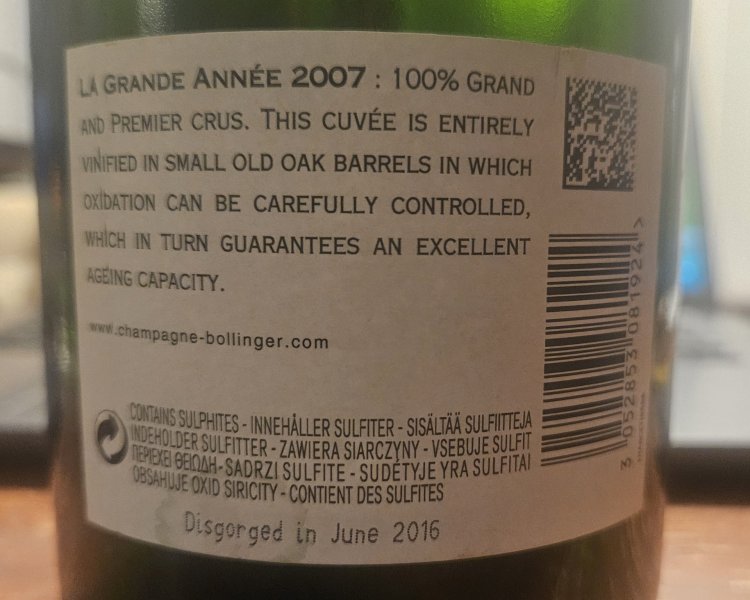 LA GRANDE ANNÉE 2007 : 100% GRAND
AND PREMIER CRUS. THIS CUVÉE IS ENTIRELY
VINIFIED IN SMALL OLD OAK BARRELS IN WHICH
OXIDATION CAN BE CAREFULLY CONTROLLED,
WHICH IN TURN GUARANTEES AN EXCELLENT
AGEING CAPACITY.
www.champagne-bollinger.com
CONTAINS SULPHITES - INNEHÅLLER SULFITER - SISÄLTÄÄ SULFIITTEJA
INDEHOLDER SULFITTER - ZAWIERA SIARCZYNY - VSEBUJE SULFIT
ΠΕΡΙΕΧΕΙ ΘΕΙΩΔΗ - SADRZI SULFITE - SUDĖTYJE YRA SULFITAI
OBSAHUJE OXID SIRICITY - CONTIENT DES SULFITES
Disgorged in June 2016
3 052853 081924 >